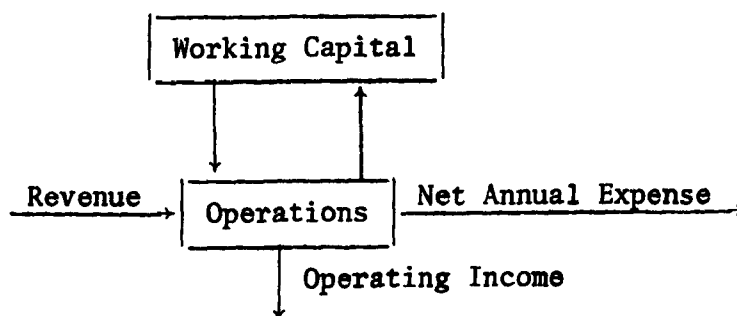 Working Capital
Revenue
Operations
Net Annual Expense
Operating Income